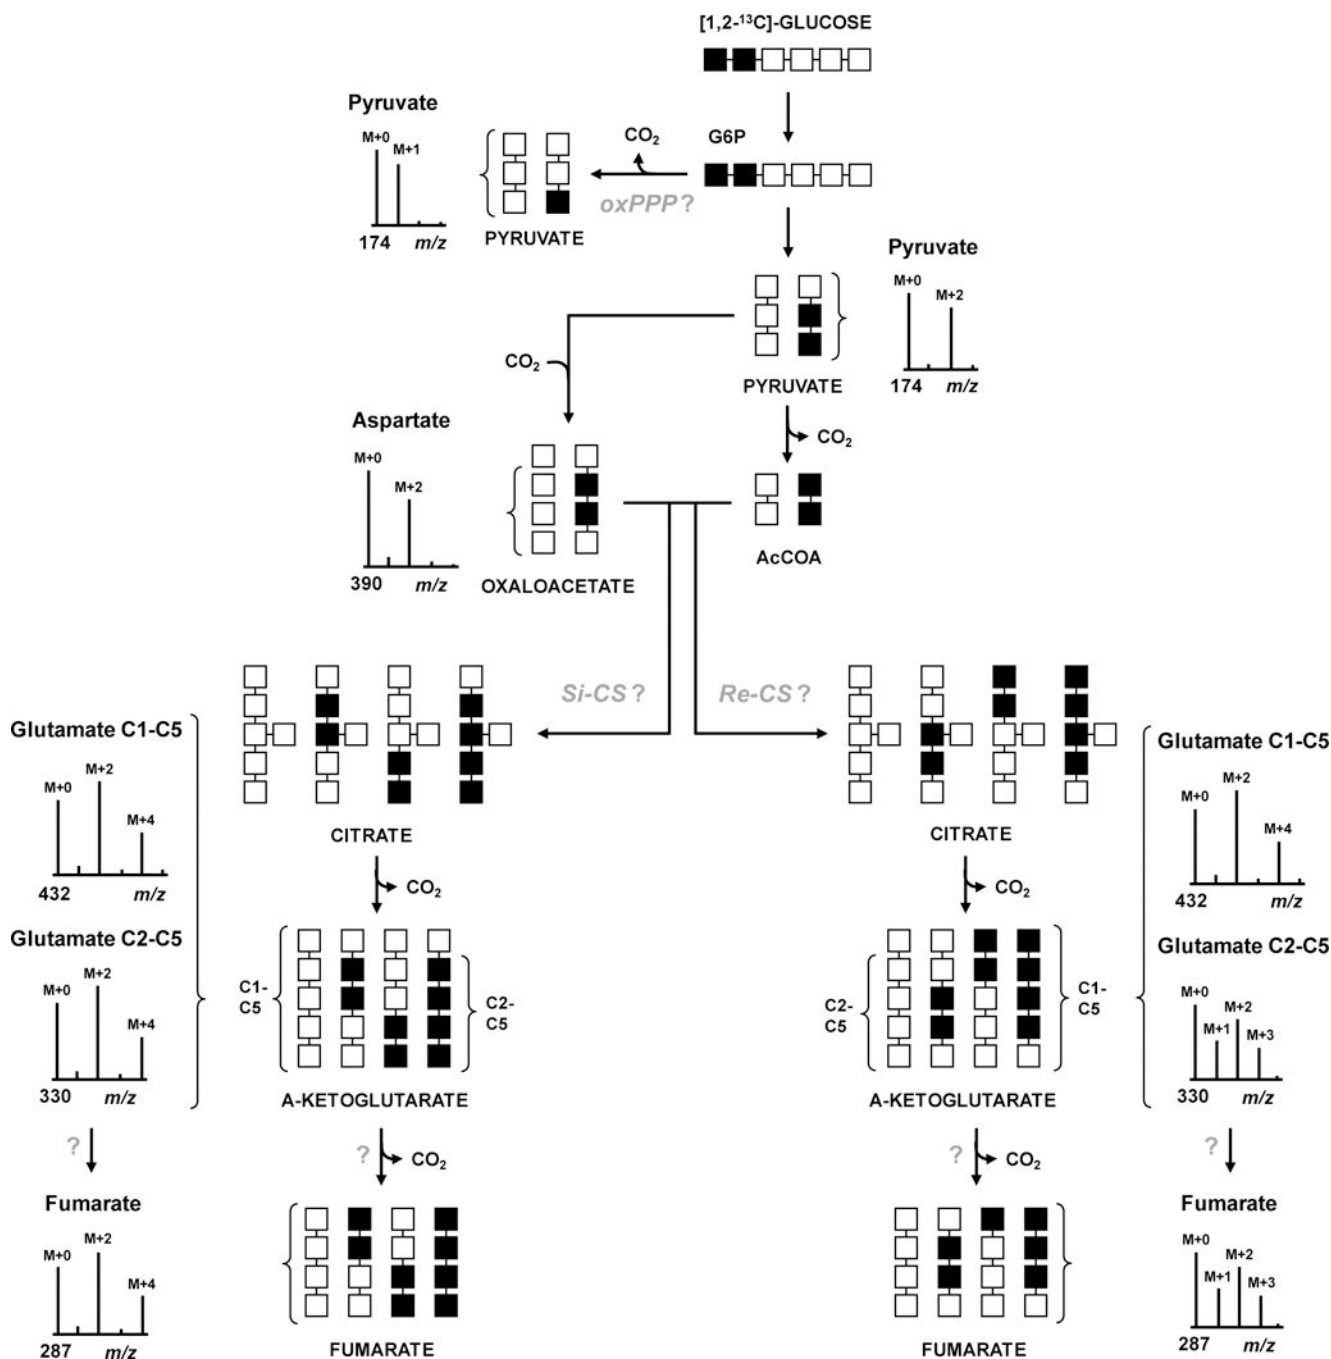 [1,2-¹³C]-GLUCOSE
G6P
CO₂
oxPPP ?
Pyruvate
M+0
M+1
174 m/z
PYRUVATE
Pyruvate
M+0
M+2
174 m/z
PYRUVATE
CO₂
CO₂
AcCOA
Aspartate
M+0
M+2
390 m/z
OXALOACETATE
Si-CS ?
Re-CS ?
Glutamate C1-C5
M+0
M+2
M+4
432 m/z
CITRATE
CO₂
Glutamate C2-C5
M+0
M+2
M+4
330 m/z
C1-
C5
C2-
C5
A-KETOGLUTARATE
?
?
CO₂
Fumarate
M+0
M+2
M+4
287 m/z
FUMARATE
CITRATE
CO₂
Glutamate C1-C5
M+0
M+2
M+4
432 m/z
C2-
C5
C1-
C5
A-KETOGLUTARATE
Glutamate C2-C5
M+0
M+1
M+2
M+3
330 m/z
?
CO₂
?
FUMARATE
Fumarate
M+0
M+1
M+2
M+3
287 m/z